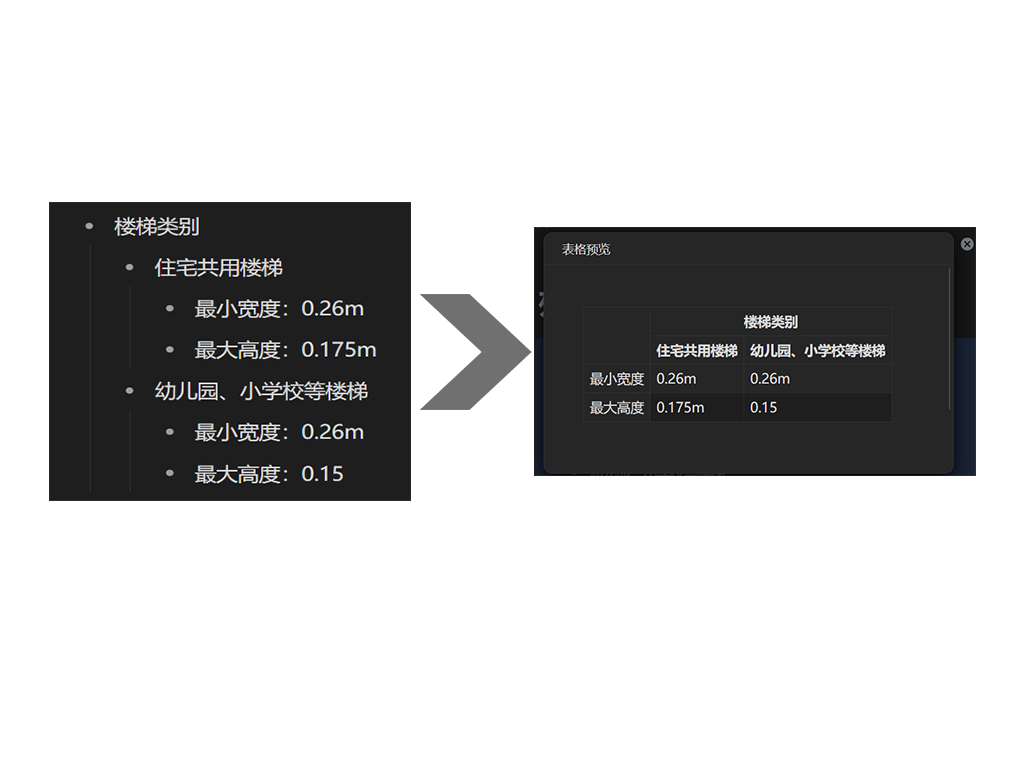 楼梯类别
住宅共用楼梯
最小宽度：0.26m
最大高度：0.175m
幼儿园、小学校等楼梯
最小宽度：0.26m
最大高度：0.15
表格预览
楼梯类别
住宅共用楼梯 幼儿园、小学校等楼梯
最小宽度 0.26m 0.26m
最大高度 0.175m 0.15